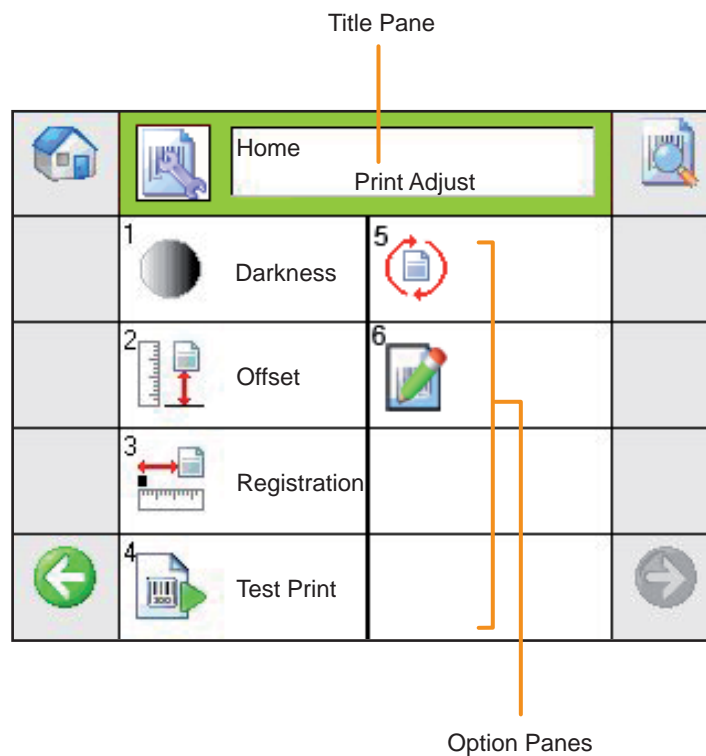 Title Pane
Home
Print Adjust
1
Darkness
5
2
Offset
6
3
Registration
4
Test Print
Option Panes